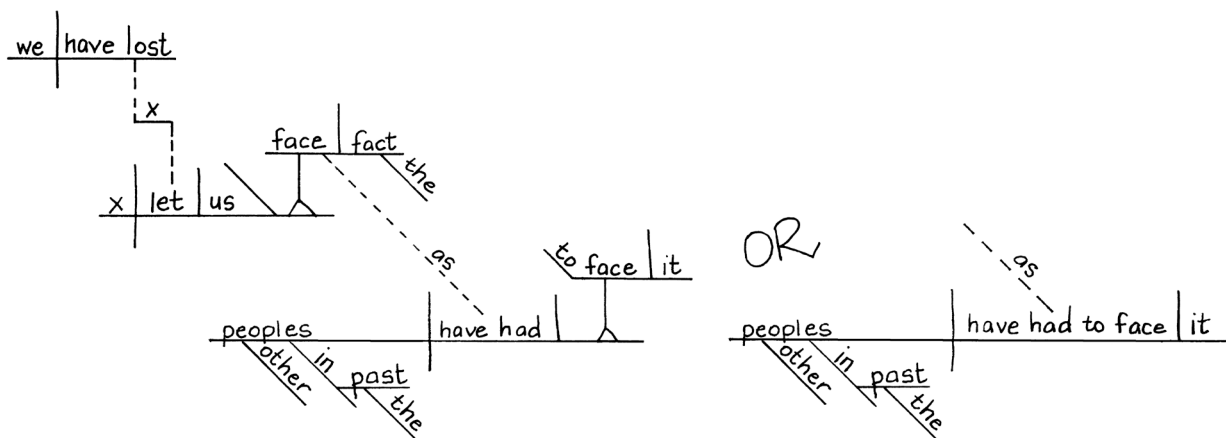 we have lost
x
face fact
the
x let us
as
to face it
OR
as
peoples have had
other in
past
the
peoples have had to face it
other in
past
the